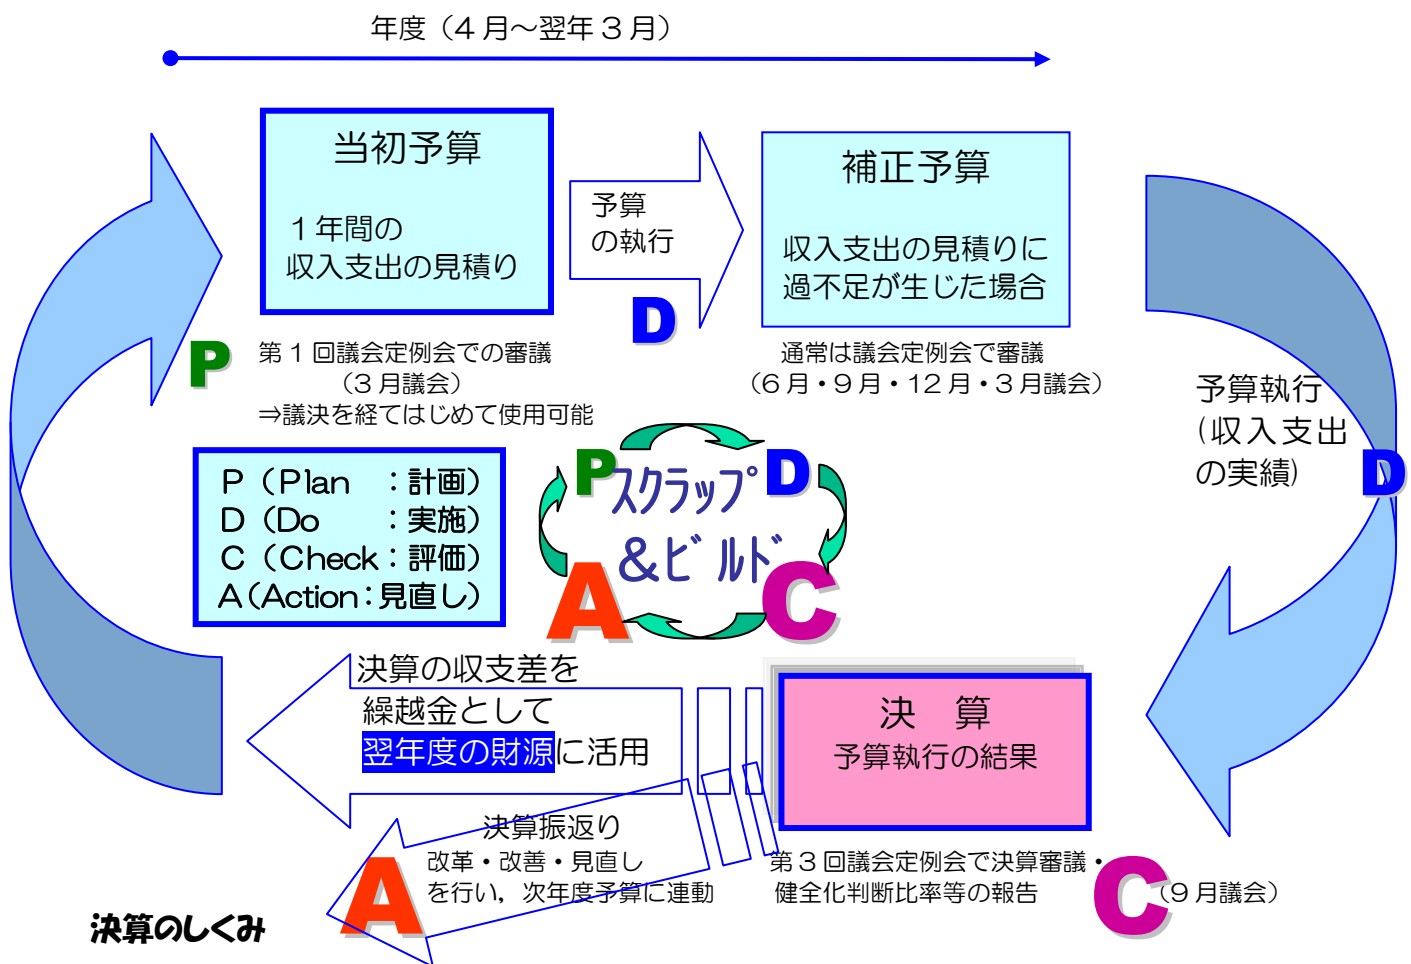 年度（4月～翌年3月）
当初予算
1年間の
収入支出の見積り
予算
の執行
D
補正予算
収入支出の見積りに
過不足が生じた場合
P
第1回議会定例会での審議
（3月議会）
⇒議決を経てはじめて使用可能
通常は議会定例会で審議
（6月・9月・12月・3月議会）
予算執行
（収入支出
の実績）
D
P（Plan　：計画）
D（Do　　：実施）
C（Check：評価）
A（Action：見直し）
P
D
スクラップ
＆ビルド
A
C
決算の収支差を
繰越金として
翌年度の財源に活用
決　算
予算執行の結果
決算振返り
改革・改善・見直し
を行い，次年度予算に連動
A
第3回議会定例会で決算審議・
健全化判断比率等の報告
C
（9月議会）
決算のしくみ